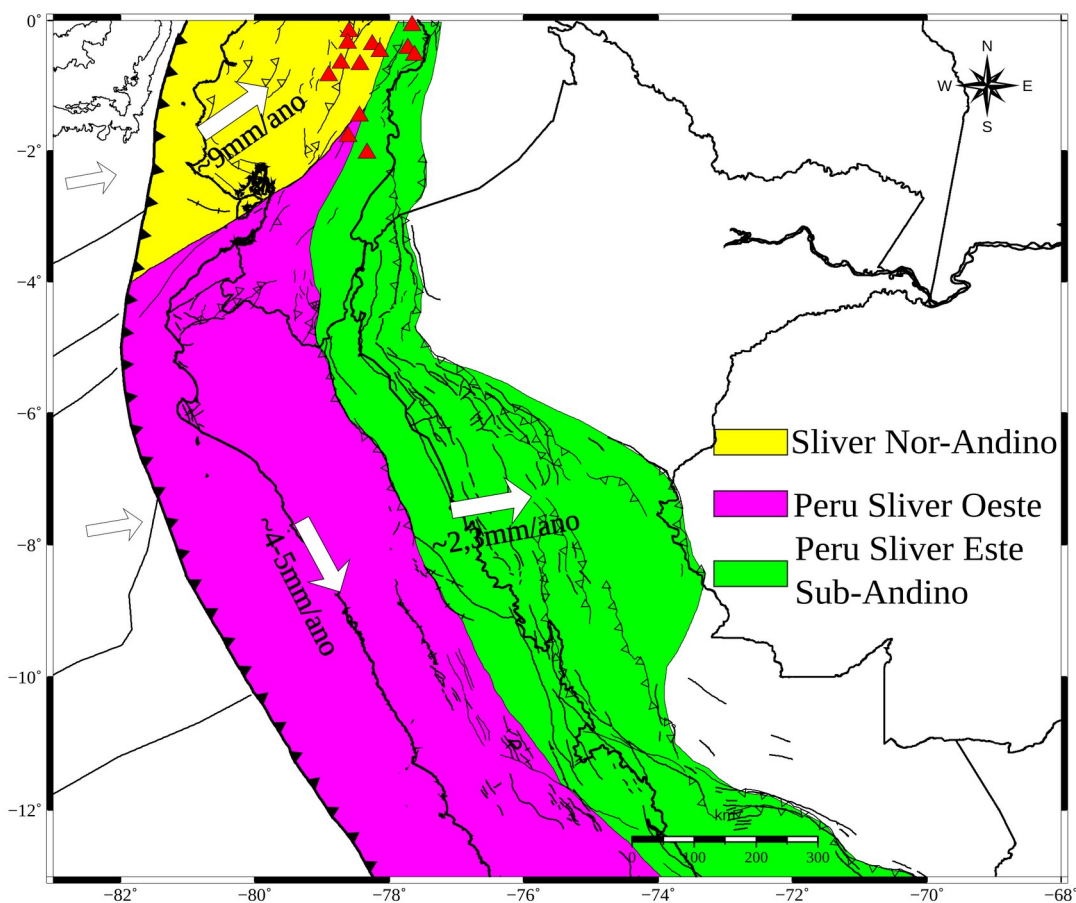 0°
−2°
−4°
−6°
−8°
−10°
−12°
N
W E
S
~9mm/ano
Sliver Nor-Andino
Peru Sliver Oeste
Peru Sliver Este
Sub-Andino
~2,3mm/ano
~4-5mm/ano
km
0 100 200 300
−82° −80° −78° −76° −74° −72° −70° −68°